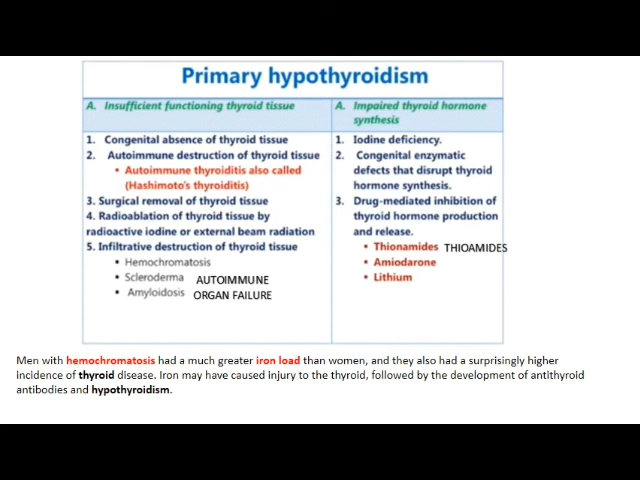 Primary hypothyroidism
A. Insufficient functioning thyroid tissue
1. Congenital absence of thyroid tissue
2. Autoimmune destruction of thyroid tissue
• Autoimmune thyroiditis also called
(Hashimoto's thyroiditis)
3. Surgical removal of thyroid tissue
4. Radioablation of thyroid tissue by
radioactive iodine or external beam radiation
5. Infiltrative destruction of thyroid tissue
• Hemochromatosis
• Scleroderma AUTOIMMUNE
• Amyloidosis ORGAN FAILURE
A. Impaired thyroid hormone
synthesis
1. Iodine deficiency.
2. Congenital enzymatic
defects that disrupt thyroid
hormone synthesis.
3. Drug-mediated inhibition of
thyroid hormone production
and release.
• Thionamides THIOAMIDES
• Amiodarone
• Lithium
Men with hemochromatosis had a much greater iron load than women, and they also had a surprisingly higher
incidence of thyroid disease. Iron may have caused injury to the thyroid, followed by the development of antithyroid
antibodies and hypothyroidism.